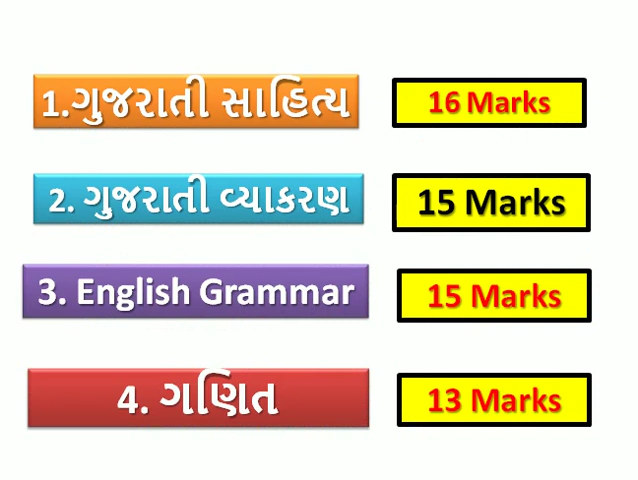 1.ગુજરાતી સાહિત્ય 16 Marks
2. ગુજરાતી વ્યાકરણ 15 Marks
3. English Grammar 15 Marks
4. ગણિત 13 Marks